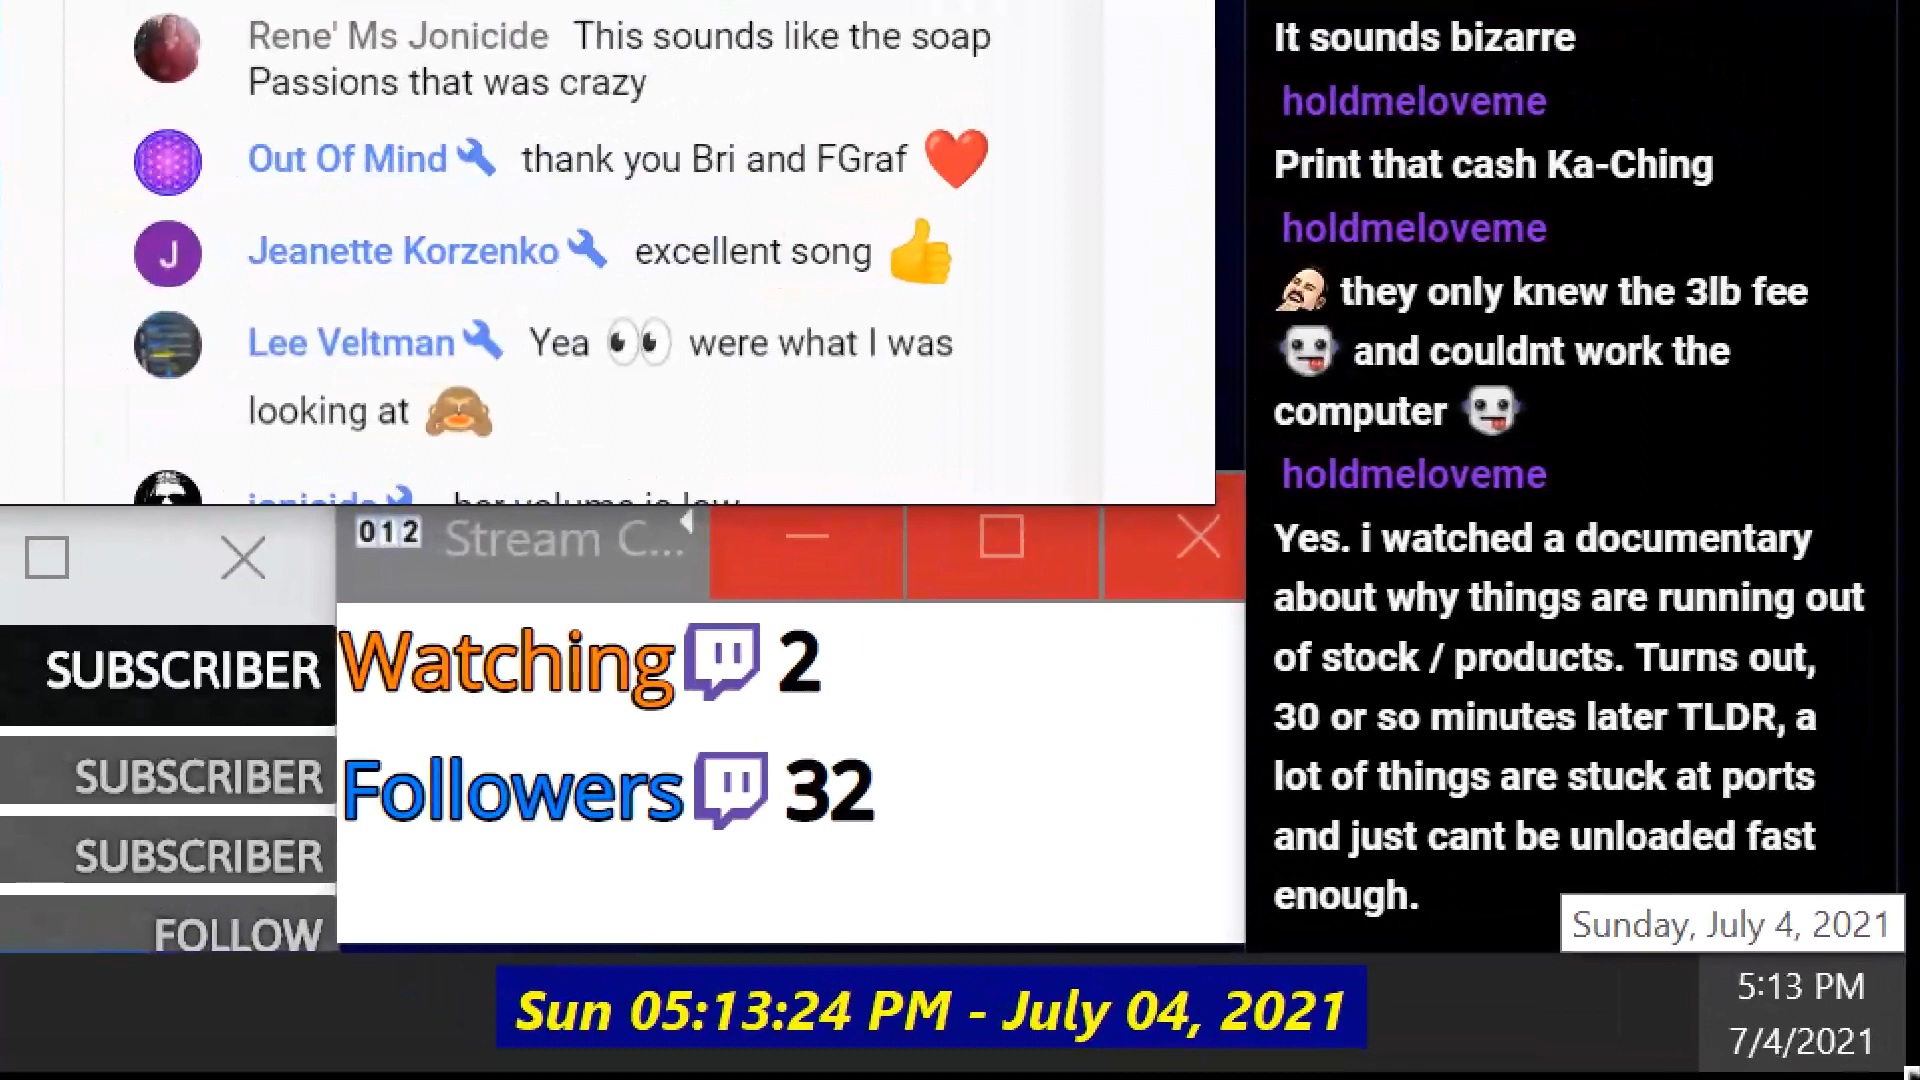 Rene' Ms Jonicide This sounds like the soap
Passions that was crazy
Out Of Mind thank you Bri and FGraf
Jeanette Korzenko excellent song
J
Lee Veltman Yea were what I was
looking at
jonicide her volume is low
012 Stream C...
SUBSCRIBER
SUBSCRIBER
SUBSCRIBER
FOLLOW
Watching 2
Followers 32
It sounds bizarre
holdmeloveme
Print that cash Ka-Ching
holdmeloveme
they only knew the 3lb fee
and couldnt work the
computer
holdmeloveme
Yes. i watched a documentary
about why things are running out
of stock / products. Turns out,
30 or so minutes later TLDR, a
lot of things are stuck at ports
and just cant be unloaded fast
enough.
Sunday, July 4, 2021
Sun 05:13:24 PM - July 04, 2021
5:13 PM
7/4/2021